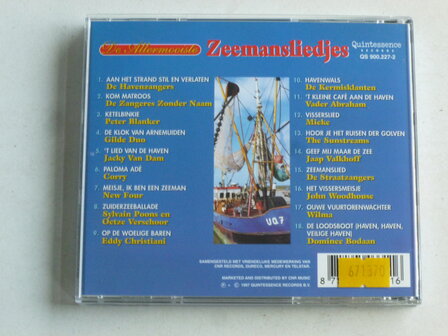 De Allermooiste Zeemansliedjes
Quintessence
RECORDS
QS 900.227-2
1. AAN HET STRAND STIL EN VERLATEN
De Havenzangers
2. KOM MATROOS
De Zangeres Zonder Naam
3. KETELBINKIE
Peter Blanker
4. DE KLOK VAN ARNEMUIDEN
Gilde Duo
5. 'T LIED VAN DE HAVEN
Jacky Van Dam
6. PALOMA ADÉ
Corry
7. MEISJE, IK BEN EEN ZEEMAN
New Four
8. ZUIDERZEEBALLADE
Sylvain Poons en
Oetze Verschoor
9. OP DE WOELIGE BAREN
Eddy Christiani
10. HAVENWALS
De Kermisklanten
11. 'T KLEINE CAFÉ AAN DE HAVEN
Vader Abraham
12. VISSERSLIED
Mieke
13. HOOR JE HET RUISEN DER GOLVEN
The Sunstreams
14. GEEF MIJ MAAR DE ZEE
Jaap Valkhoff
15. ZEEMANSLIED
De Straatzangers
16. HET VISSERSMEISJE
John Woodhouse
17. OUWE VUURTORENWACHTER
Wilma
18. DE LOODSBOOT (HAVEN, HAVEN,
VEILIGE HAVEN)
Dominee Bodaan
UQ.7
SAMENGESTELD MET VRIENDELIJKE MEDEWERKING VAN
CNR RECORDS, DURECO, MERCURY EN TELSTAR.
MARKETED AND DISTRIBUTED BY CNR MUSIC
℗ © 1997 QUINTESSENCE RECORDS B.V.
671370
8 71 16